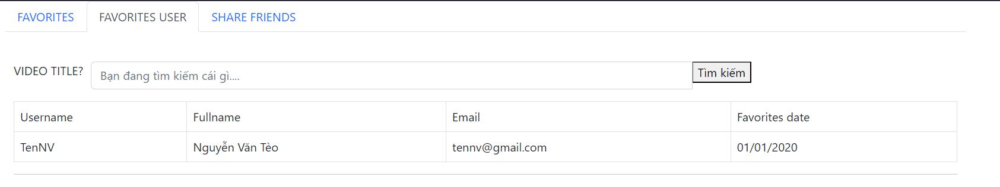 FAVORITES FAVORITES USER SHARE FRIENDS
VIDEO TITLE? Bạn đang tìm kiếm cái gì.... Tìm kiếm
Username Fullname Email Favorites date
TenNV Nguyễn Văn Tèo tennv@gmail.com 01/01/2020